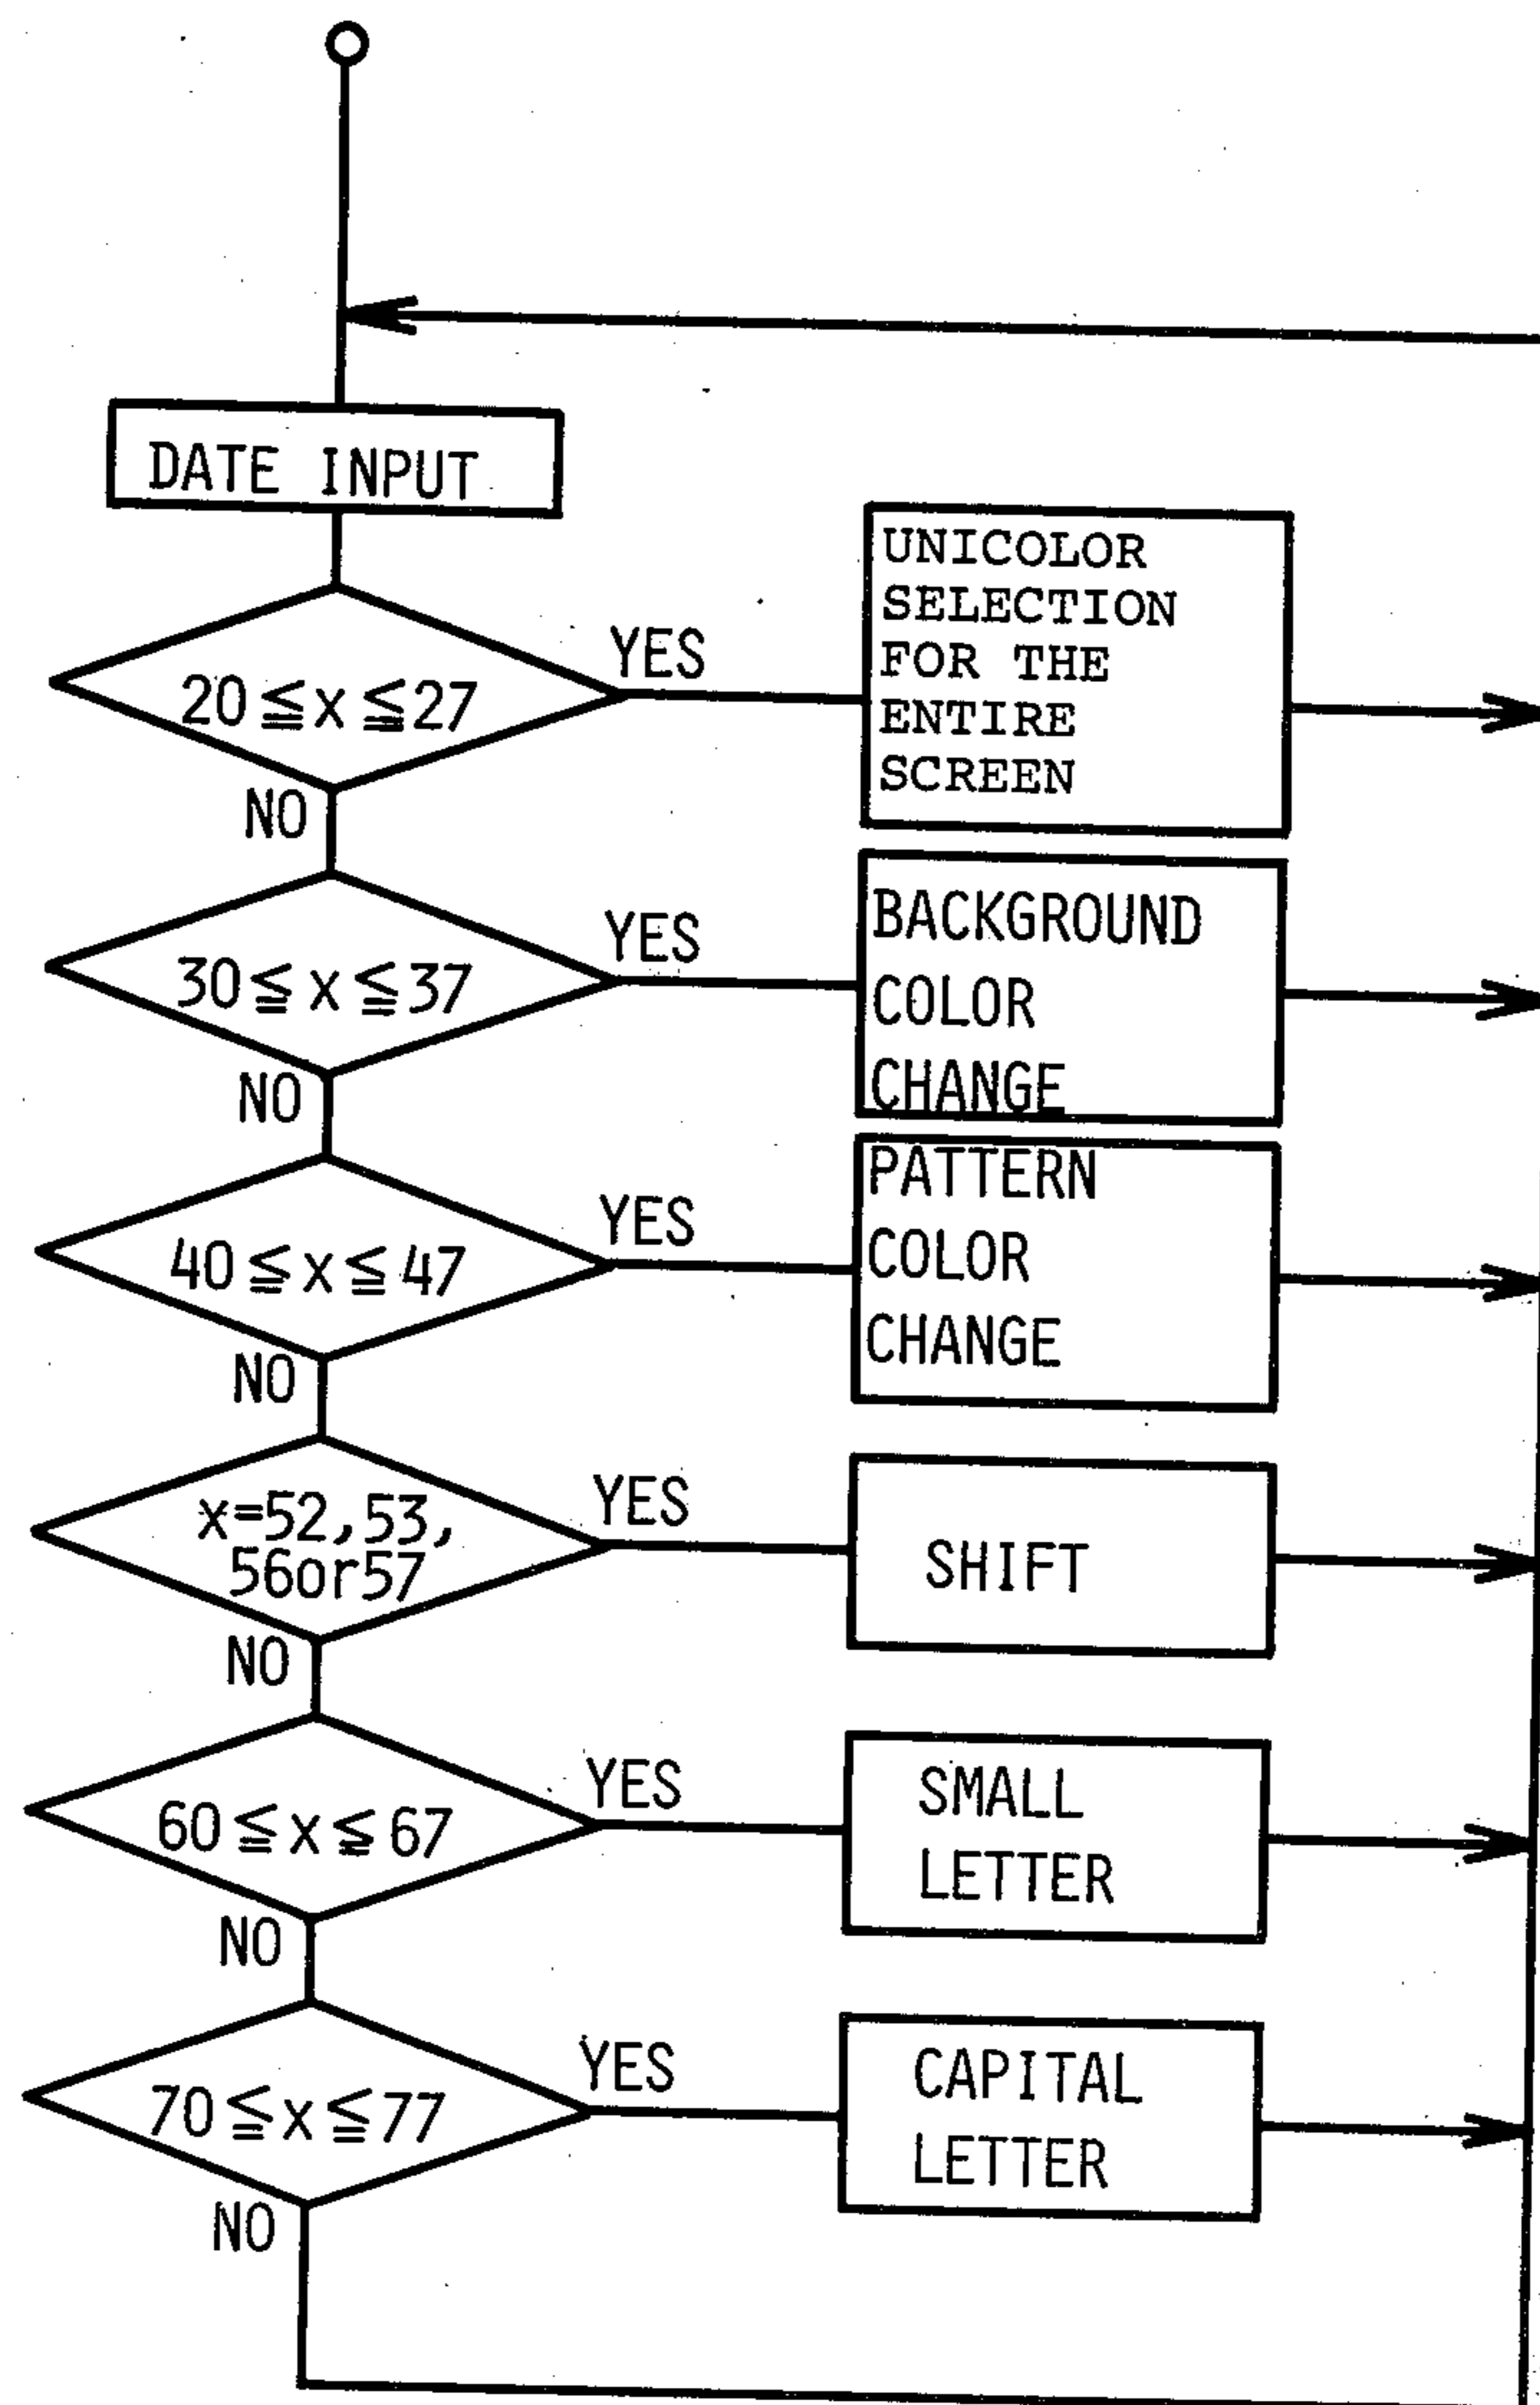 DATE INPUT
20≦x≦27
YES
UNICOLOR
SELECTION
FOR THE
ENTIRE
SCREEN
NO
30≦x≦37
YES
BACKGROUND
COLOR
CHANGE
NO
40≦x≦47
YES
PATTERN
COLOR
CHANGE
NO
x=52,53,
56or57
YES
SHIFT
NO
60≦x≦67
YES
SMALL
LETTER
NO
70≦x≦77
YES
CAPITAL
LETTER
NO